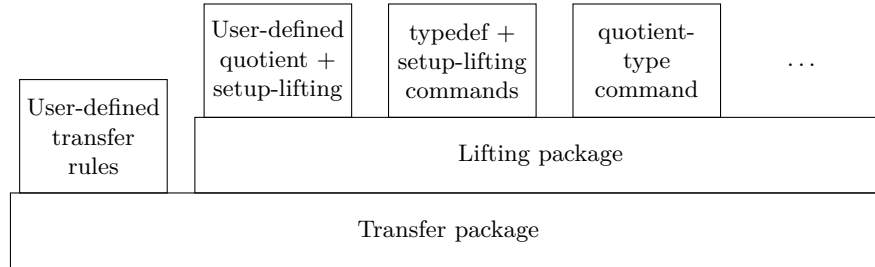 User-defined
quotient +
setup-lifting
typedef +
setup-lifting
commands
quotient-
type
command
...
User-defined
transfer
rules
Lifting package
Transfer package